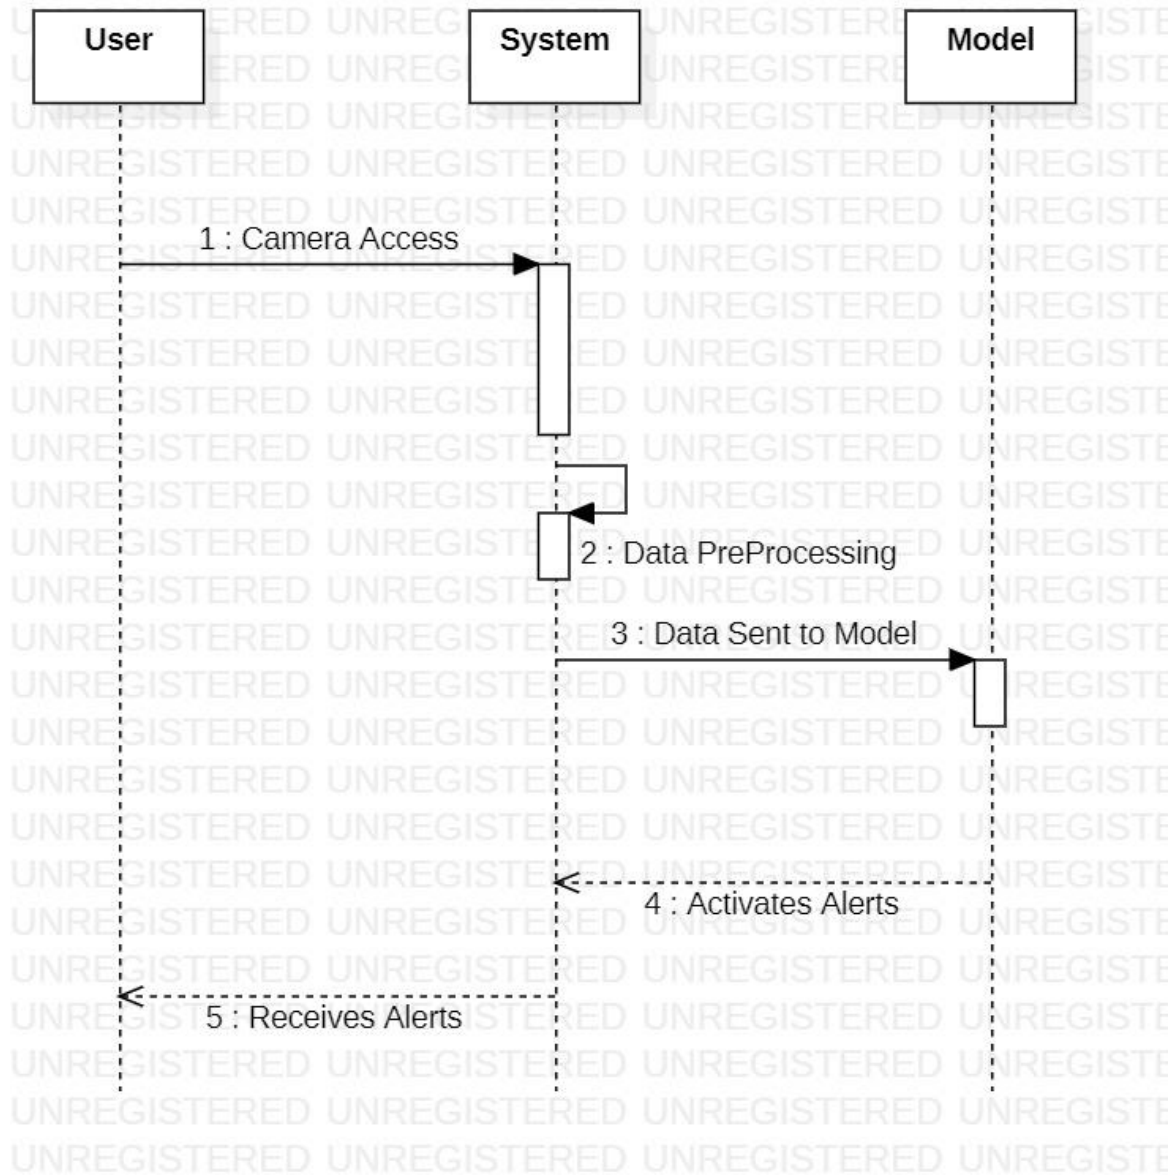 User
System
Model
1 : Camera Access
2 : Data PreProcessing
3 : Data Sent to Model
4 : Activates Alerts
5 : Receives Alerts
UNREGISTERED